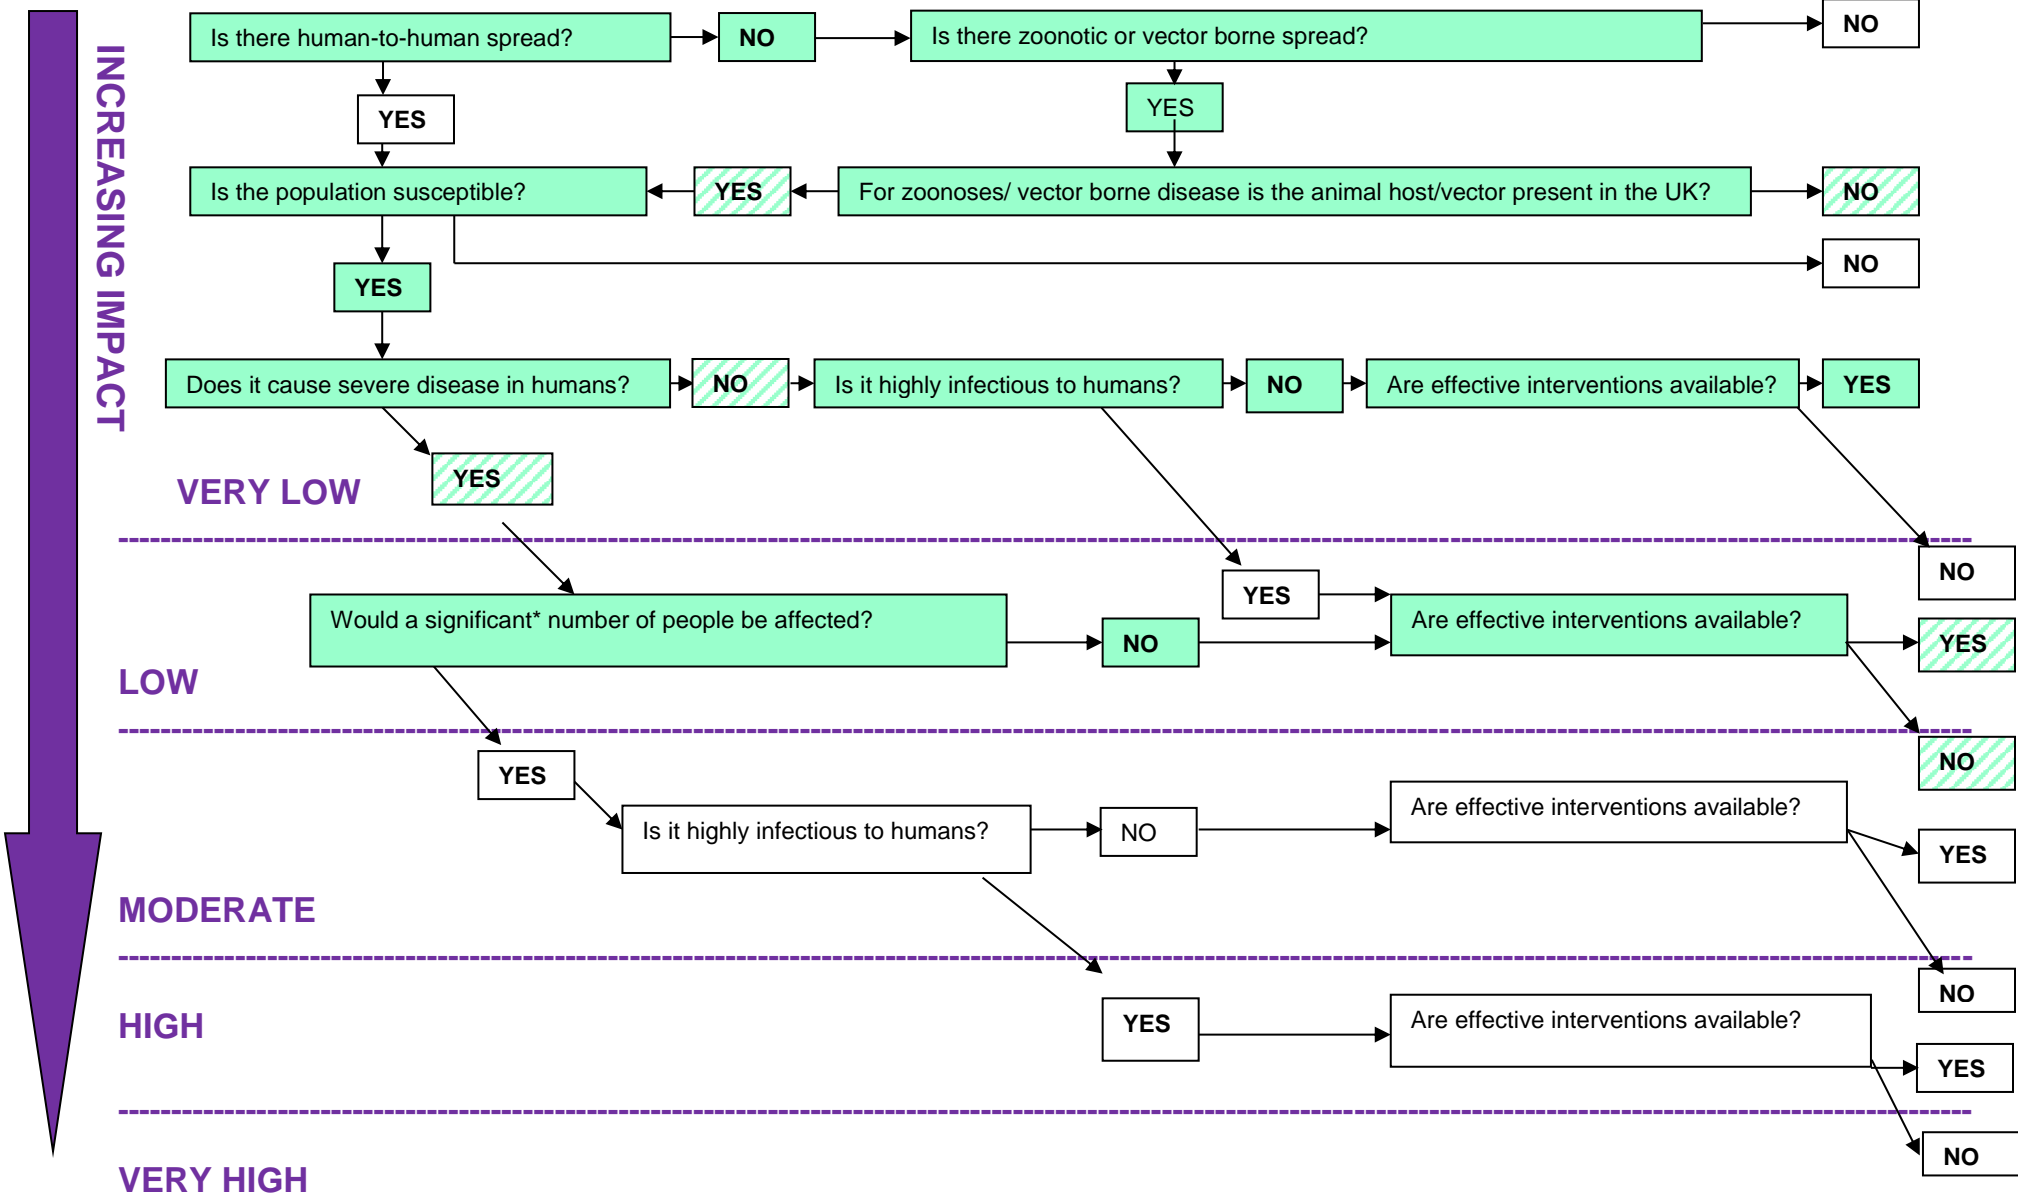 INCREASING IMPACT
Is there human-to-human spread?
NO
Is there zoonotic or vector borne spread?
NO
YES
YES
Is the population susceptible?
YES
For zoonoses/ vector borne disease is the animal host/vector present in the UK?
NO
NO
YES
Does it cause severe disease in humans?
NO
Is it highly infectious to humans?
NO
Are effective interventions available?
YES
YES
VERY LOW
NO
YES
Would a significant* number of people be affected?
NO
Are effective interventions available?
YES
LOW
NO
YES
Is it highly infectious to humans?
NO
Are effective interventions available?
YES
MODERATE
NO
HIGH
YES
Are effective interventions available?
YES
NO
VERY HIGH